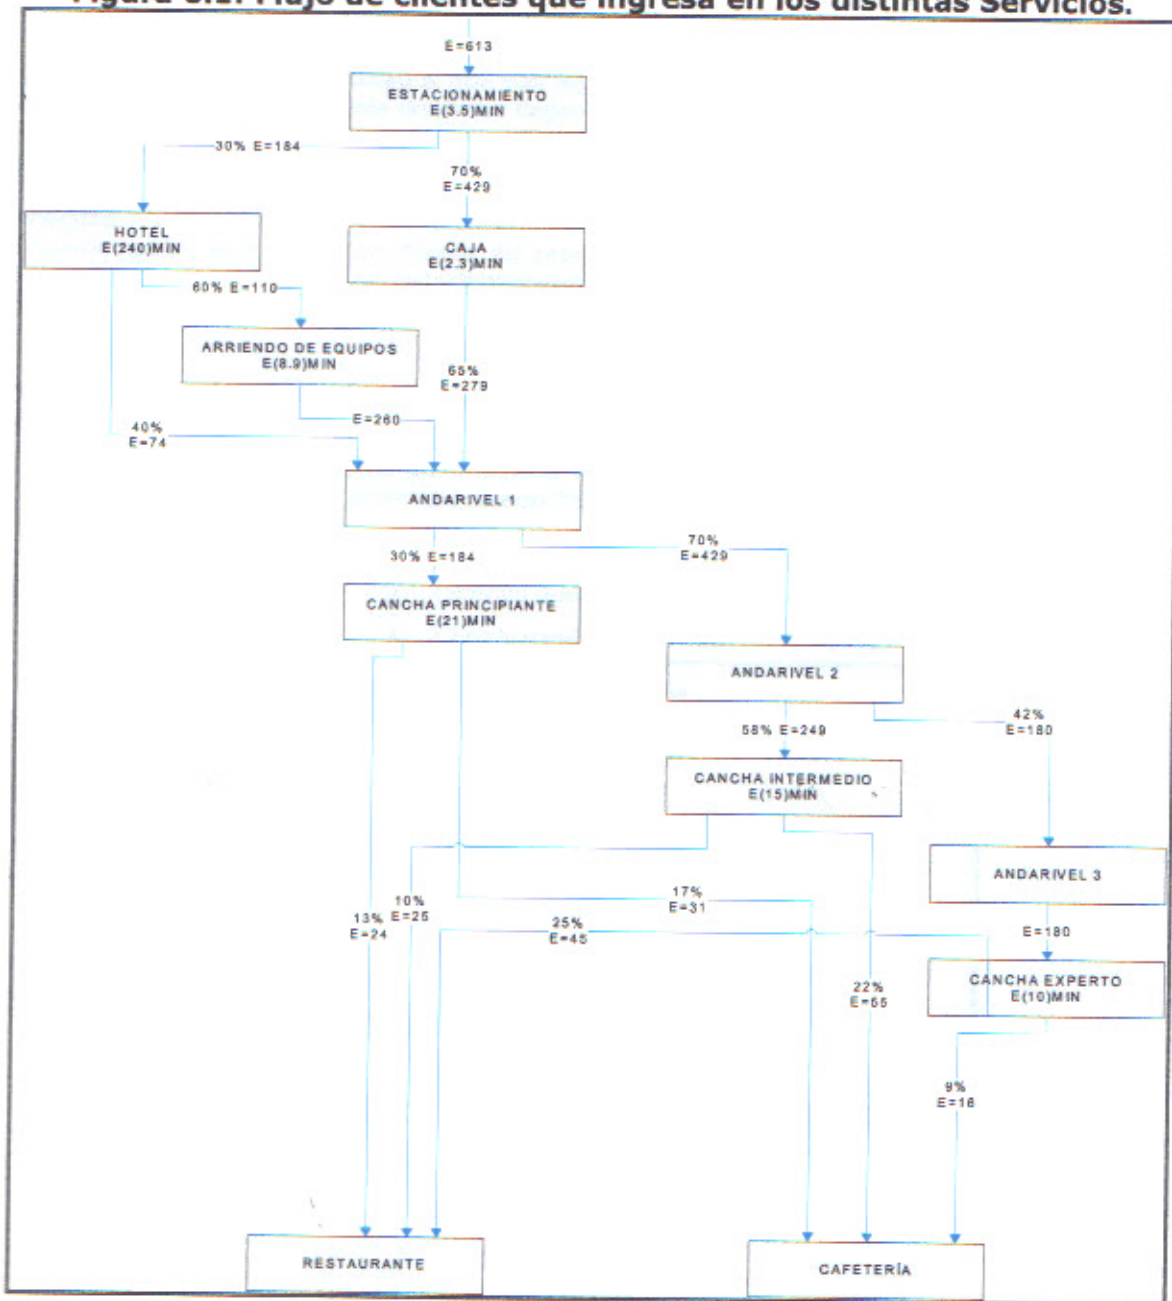 Figura 6.1: Flujo de clientes que ingresa en los distintas Servicios.
E=613
ESTACIONAMIENTO
E(3.5)MIN
30% E=184
70%
E=429
HOTEL
E(240)MIN
CAJA
E(2.3)MIN
60% E=110
ARRIENDO DE EQUIPOS
E(8.9)MIN
65%
E=279
40%
E=74
E=260
ANDARIVEL 1
30% E=184
70%
E=429
CANCHA PRINCIPIANTE
E(21)MIN
ANDARIVEL 2
58% E=249
42%
E=180
CANCHA INTERMEDIO
E(15)MIN
ANDARIVEL 3
13%
E=24
10%
E=25
17%
E=31
25%
E=45
E=180
CANCHA EXPERTO
E(10)MIN
22%
E=55
9%
E=16
RESTAURANTE
CAFETERÍA